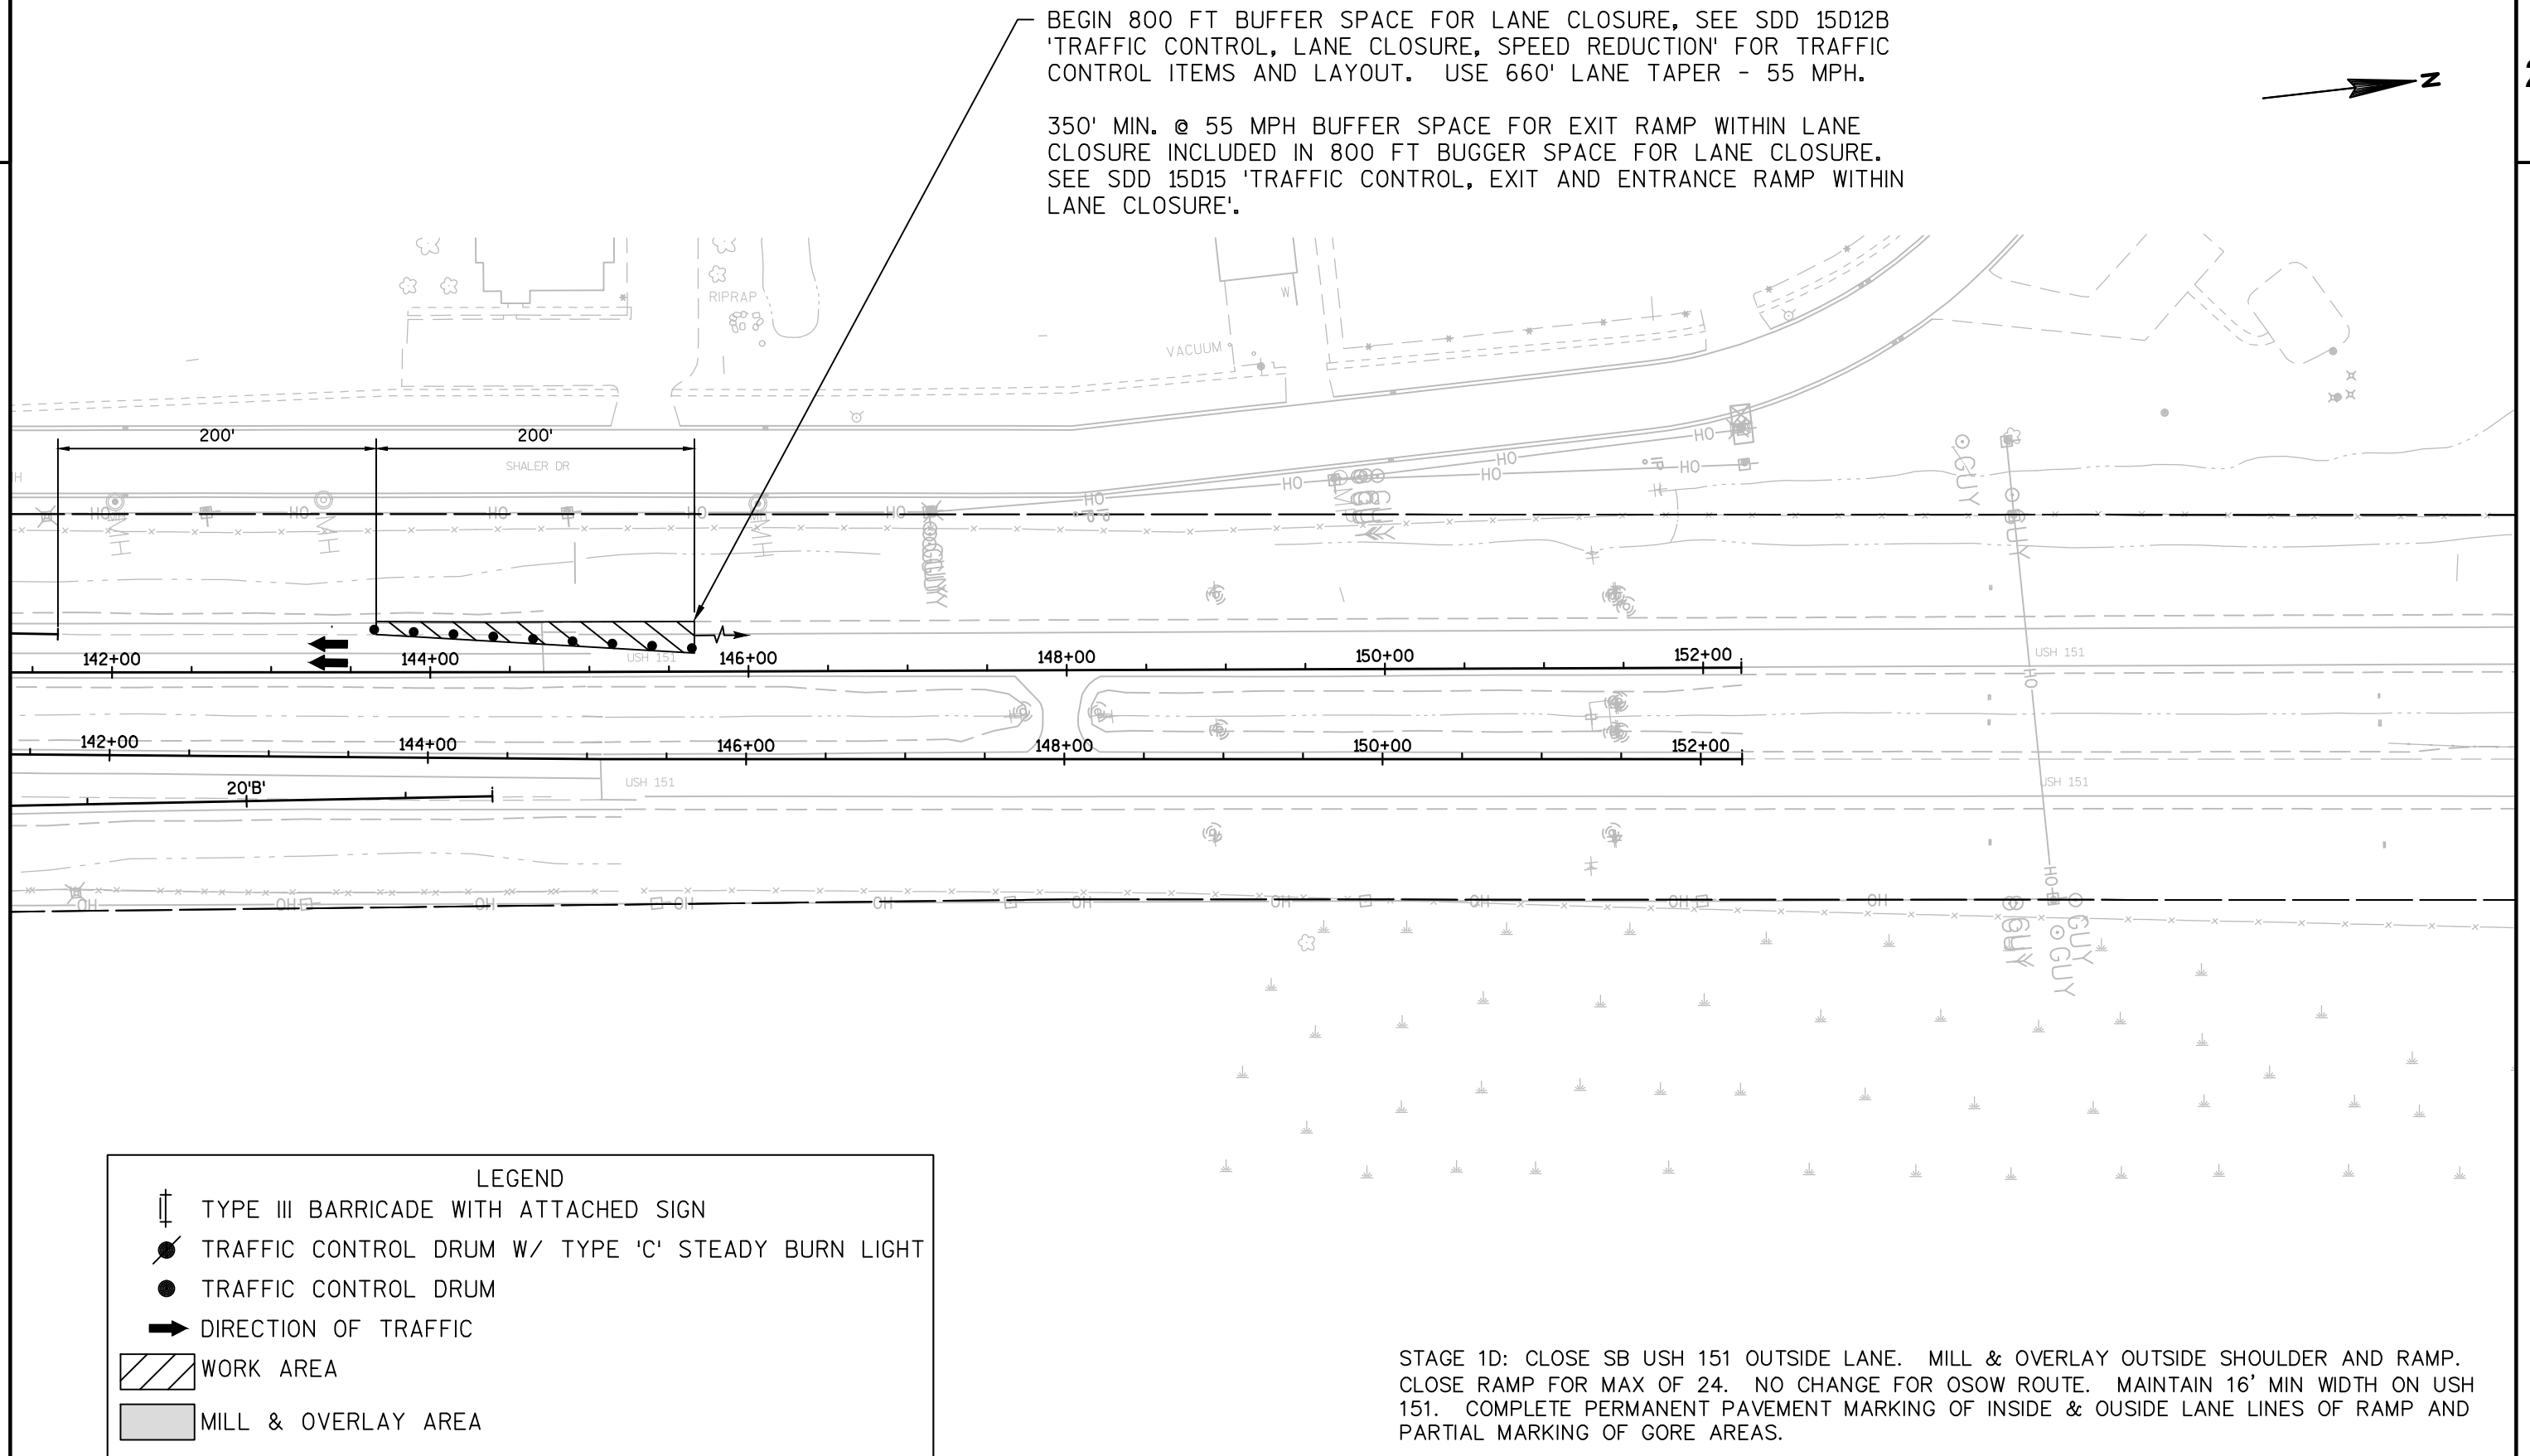 BEGIN 800 FT BUFFER SPACE FOR LANE CLOSURE, SEE SDD 15D12B
'TRAFFIC CONTROL, LANE CLOSURE, SPEED REDUCTION' FOR TRAFFIC
CONTROL ITEMS AND LAYOUT. USE 660' LANE TAPER - 55 MPH.
350' MIN. @ 55 MPH BUFFER SPACE FOR EXIT RAMP WITHIN LANE
CLOSURE INCLUDED IN 800 FT BUGGER SPACE FOR LANE CLOSURE.
SEE SDD 15D15 'TRAFFIC CONTROL, EXIT AND ENTRANCE RAMP WITHIN
LANE CLOSURE'.
N
RIPRAP
W
VACUUM
200' 200'
SHALER DR
HO HO HO HO
HO HO HO HO HO HO
MH MH MH
IP
GUY
GUY GUY
USH 151
USH 151
142+00 144+00 146+00 148+00 150+00 152+00
HO
142+00 144+00 146+00 148+00 150+00 152+00
20'B'
USH 151
USH 151
HO
OH OH OH OH OH OH OH OH OH OH
GUY GUY
GUY
LEGEND
TYPE III BARRICADE WITH ATTACHED SIGN
TRAFFIC CONTROL DRUM W/ TYPE 'C' STEADY BURN LIGHT
TRAFFIC CONTROL DRUM
DIRECTION OF TRAFFIC
WORK AREA
MILL & OVERLAY AREA
STAGE 1D: CLOSE SB USH 151 OUTSIDE LANE. MILL & OVERLAY OUTSIDE SHOULDER AND RAMP.
CLOSE RAMP FOR MAX OF 24. NO CHANGE FOR OSOW ROUTE. MAINTAIN 16' MIN WIDTH ON USH
151. COMPLETE PERMANENT PAVEMENT MARKING OF INSIDE & OUSIDE LANE LINES OF RAMP AND
PARTIAL MARKING OF GORE AREAS.